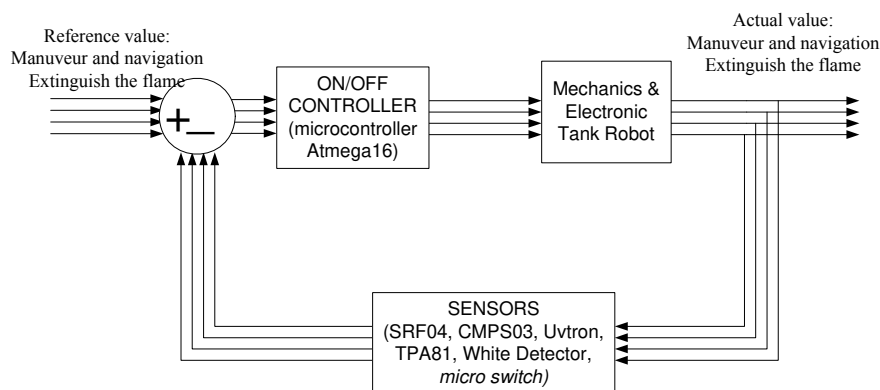 Reference value:
Manuveur and navigation
Extinguish the flame
+
−
ON/OFF
CONTROLLER
(microcontroller
Atmega16)
Mechanics &
Electronic
Tank Robot
Actual value:
Manuveur and navigation
Extinguish the flame
SENSORS
(SRF04, CMPS03, Uvtron,
TPA81, White Detector,
micro switch)